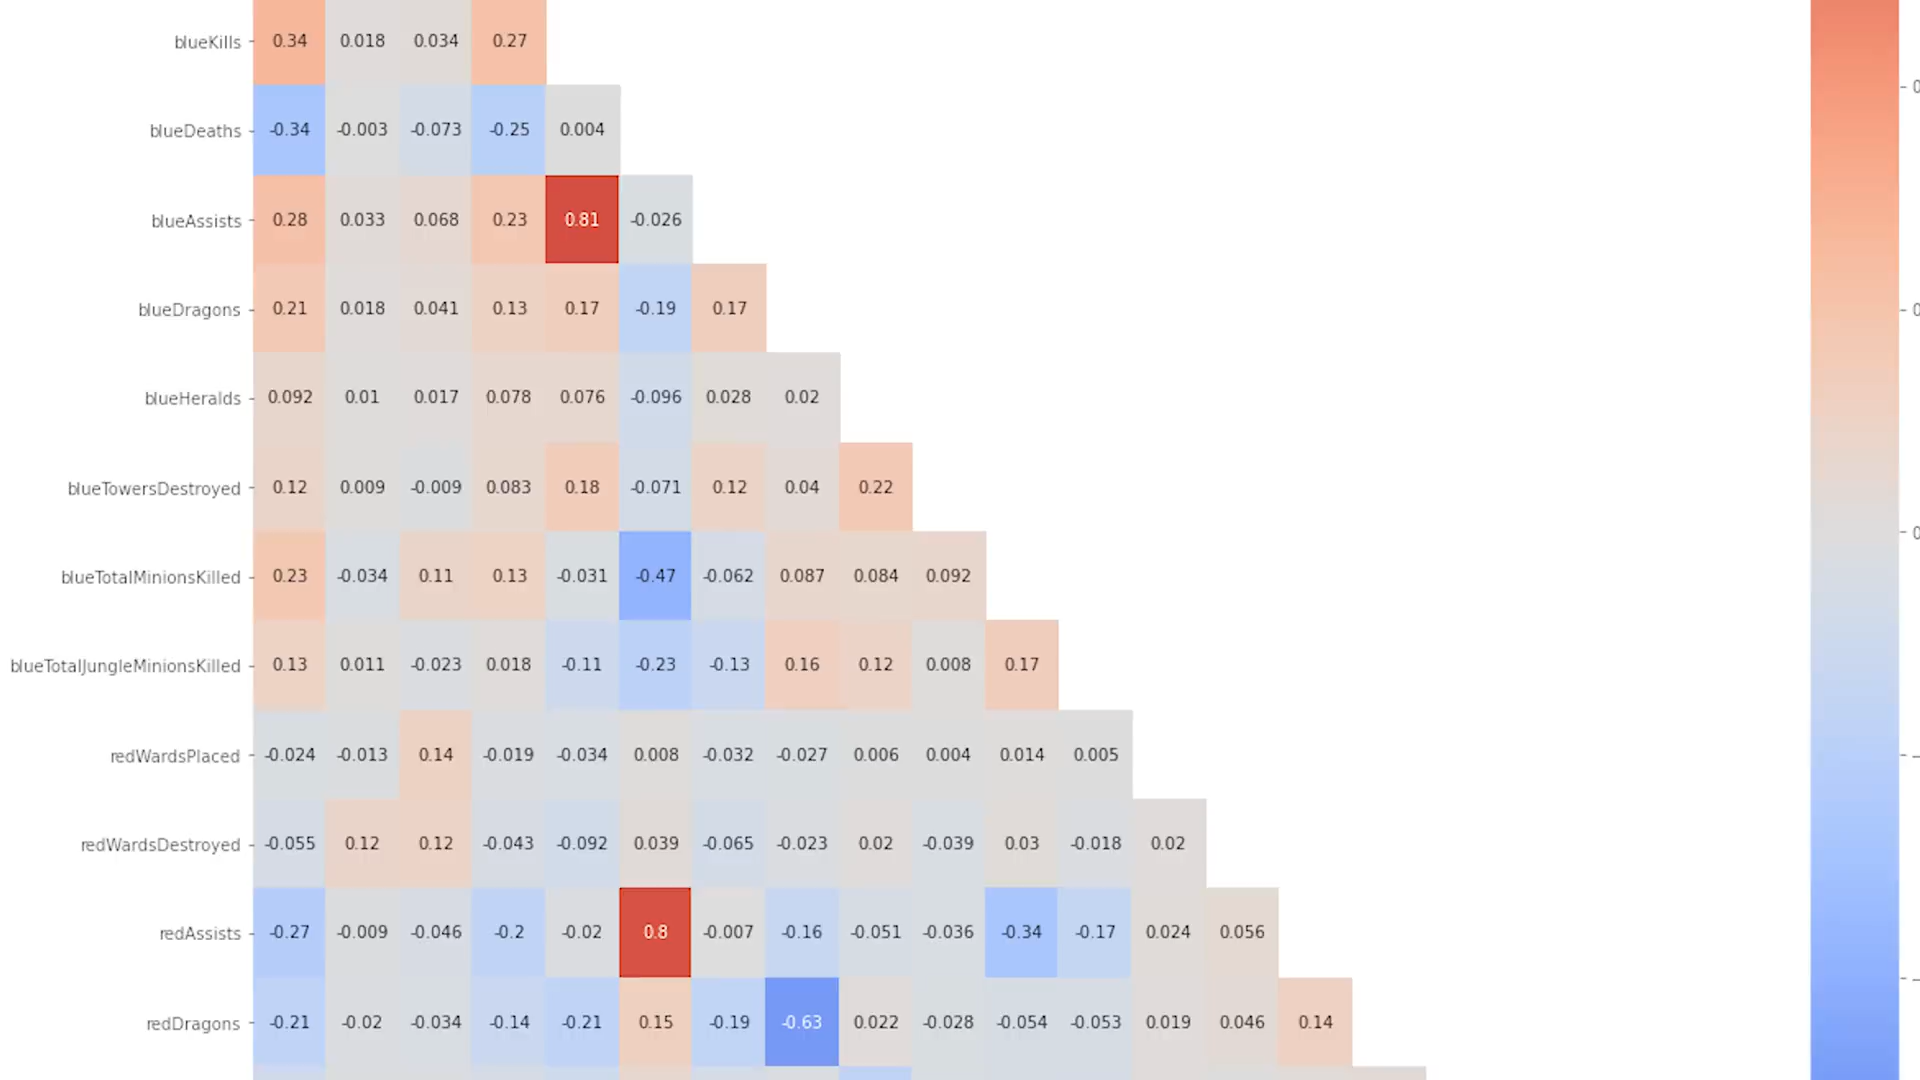 blueKills 0.34 0.018 0.034 0.27
blueDeaths -0.34 -0.003 -0.073 -0.25 0.004
blueAssists 0.28 0.033 0.068 0.23 0.81 -0.026
blueDragons 0.21 0.018 0.041 0.13 0.17 -0.19 0.17
blueHeralds 0.092 0.01 0.017 0.078 0.076 -0.096 0.028 0.02
blueTowersDestroyed 0.12 0.009 -0.009 0.083 0.18 -0.071 0.12 0.04 0.22
blueTotalMinionsKilled 0.23 -0.034 0.11 0.13 -0.031 -0.47 -0.062 0.087 0.084 0.092
blueTotalJungleMinionsKilled 0.13 0.011 -0.023 0.018 -0.11 -0.23 -0.13 0.16 0.12 0.008 0.17
redWardsPlaced -0.024 -0.013 0.14 -0.019 -0.034 0.008 -0.032 -0.027 0.006 0.004 0.014 0.005
redWardsDestroyed -0.055 0.12 0.12 -0.043 -0.092 0.039 -0.065 -0.023 0.02 -0.039 0.03 -0.018 0.02
redAssists -0.27 -0.009 -0.046 -0.2 -0.02 0.8 -0.007 -0.16 -0.051 -0.036 -0.34 -0.17 0.024 0.056
redDragons -0.21 -0.02 -0.034 -0.14 -0.21 0.15 -0.19 -0.63 0.022 -0.028 -0.054 -0.053 0.019 0.046 0.14